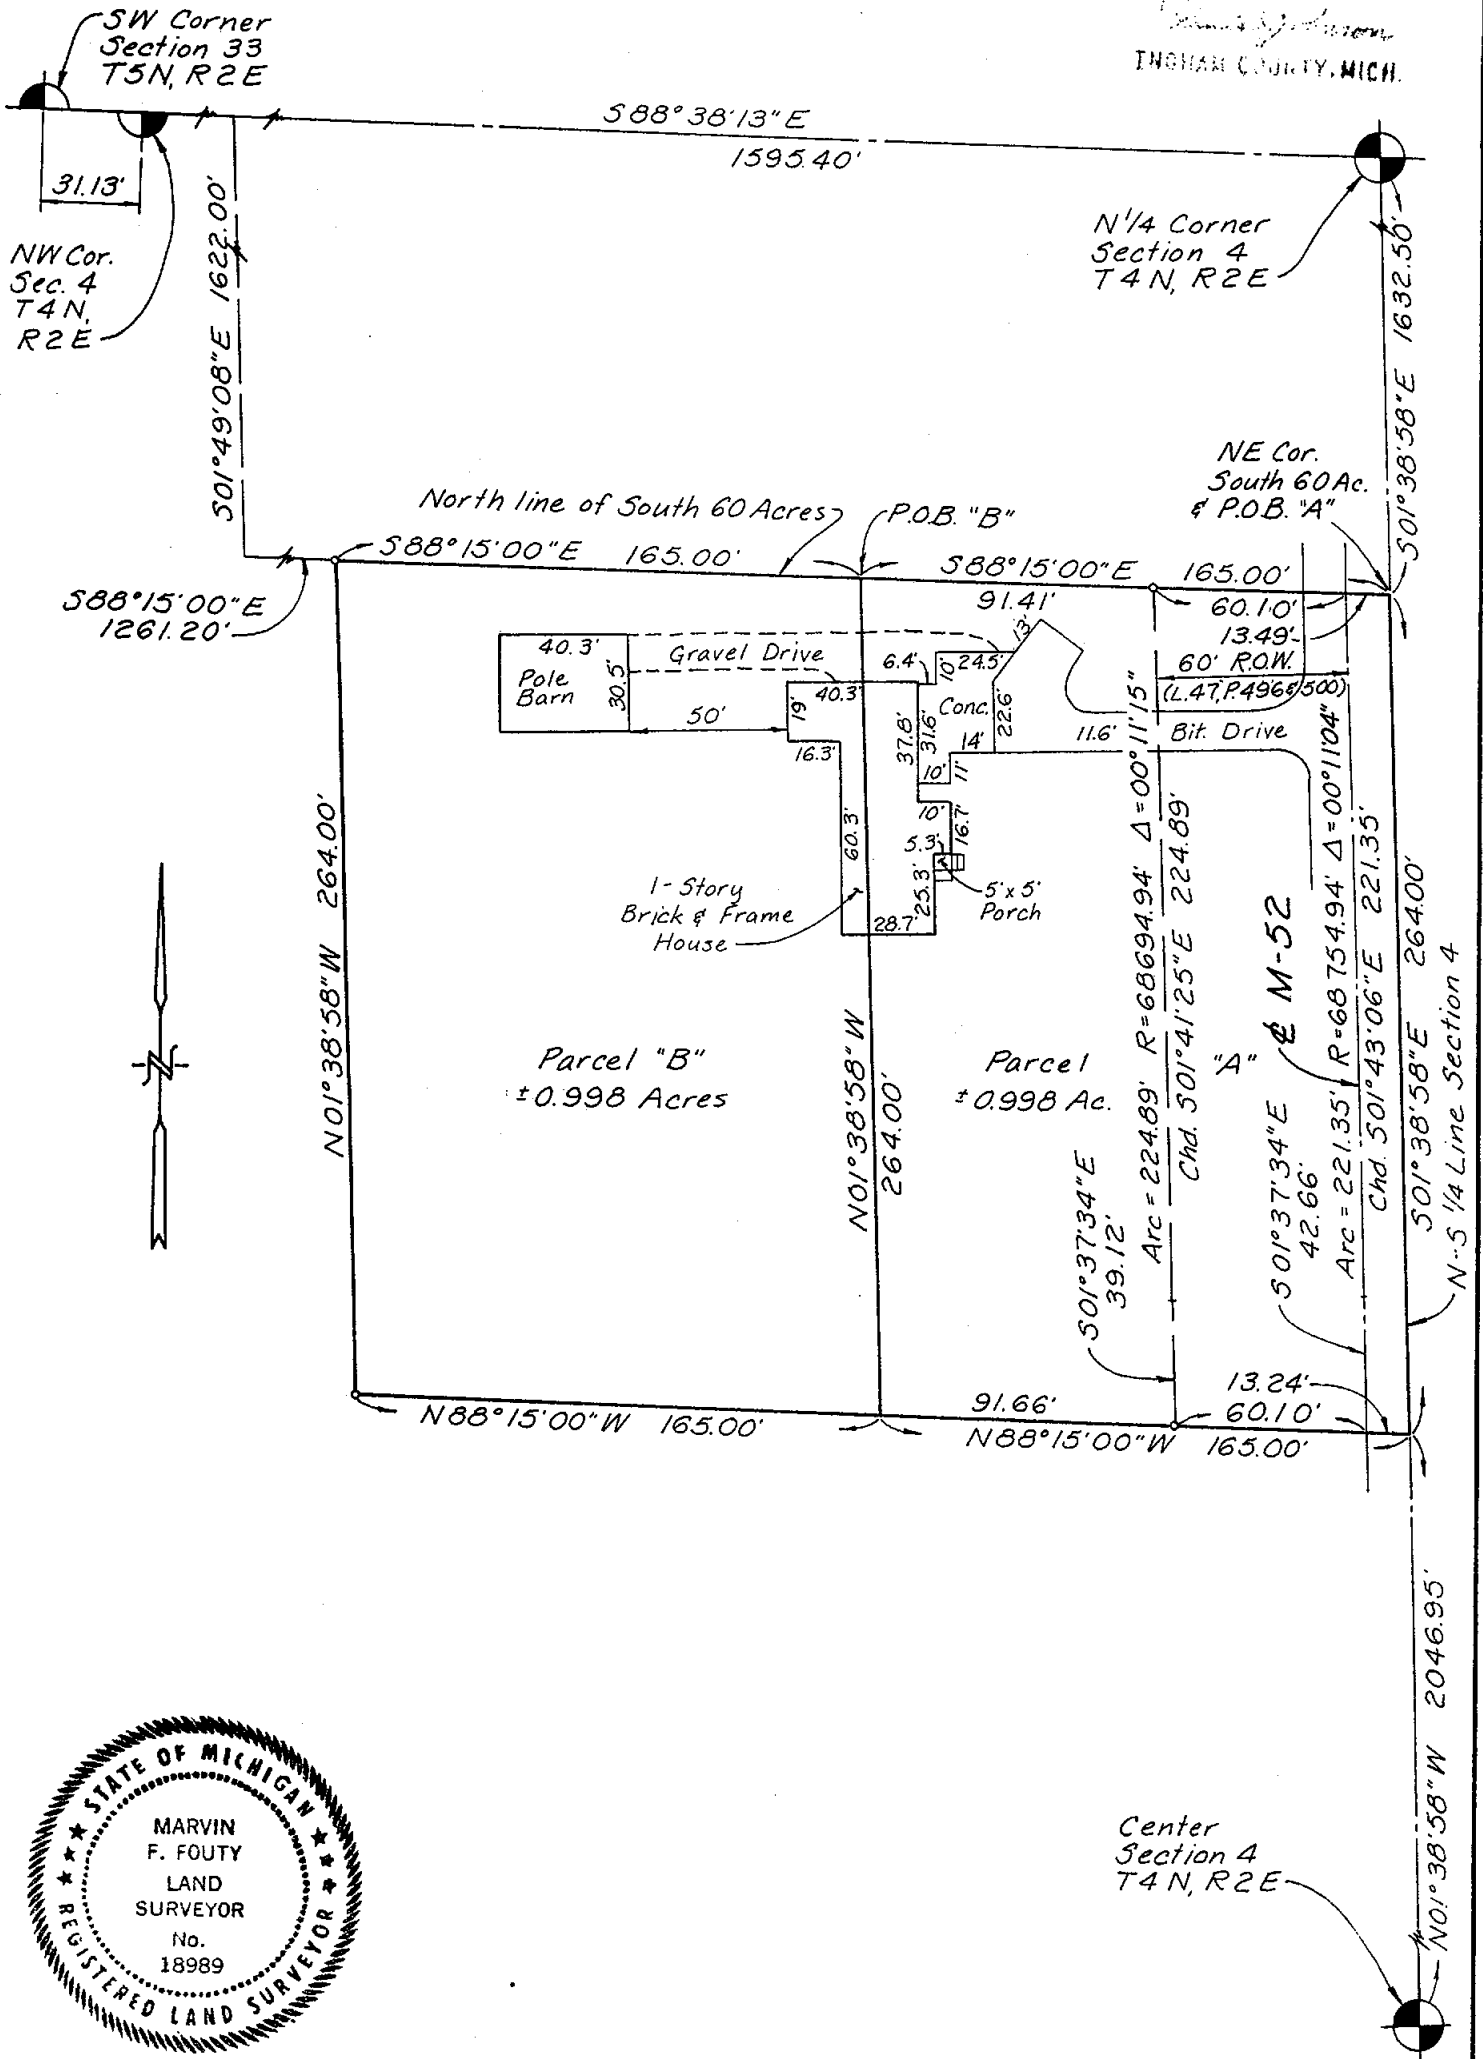 SW Corner
Section 33
T5N, R2E
INGHAM COUNTY, MICH.
S88°38'13"E
1595.40'
31.13'
NW Cor.
Sec. 4
T4N,
R2E
S01°49'08"E 1622.00'
N 1/4 Corner
Section 4
T4N, R2E
S01°38'58"E 1632.50'
NE Cor.
South 60 Ac.
& P.O.B. "A"
North line of South 60 Acres
P.O.B. "B"
S88°15'00"E 165.00'
S88°15'00"E 165.00'
S88°15'00"E
1261.20'
91.41'
60.10'
13.49'
60' R.O.W.
(L.47, P.496 & 500)
40.3'
Pole
Barn
30.5'
Gravel Drive
50'
40.3'
19'
16.3'
6.4'
10'
24.5'
13'
Conc.
22.6'
37.8'
31.6'
14'
11'
10'
10'
16.7'
5.3'
25.3'
28.7'
60.3'
11.6'
Bit. Drive
5'x5'
Porch
1-Story
Brick & Frame
House
N01°38'58"W 264.00'
Parcel "B"
±0.998 Acres
N01°38'58"W
264.00'
Parcel "A"
±0.998 Ac.
Arc=224.89' R=68694.94' Δ=00°11'15"
Chd. S01°41'25"E 224.89'
S01°37'34"E
39.12'
℄ M-52
S01°37'34"E
42.66'
Arc=221.35' R=68754.94' Δ=00°11'04"
Chd. S01°43'06"E 221.35'
S01°38'58"E 264.00'
N-S 1/4 Line Section 4
N
N88°15'00"W 165.00'
91.66'
13.24'
60.10'
N88°15'00"W 165.00'
N01°38'58"W 2046.95'
Center
Section 4
T4N, R2E
STATE OF MICHIGAN
MARVIN
F. FOUTY
LAND
SURVEYOR
No.
18989
REGISTERED LAND SURVEYOR